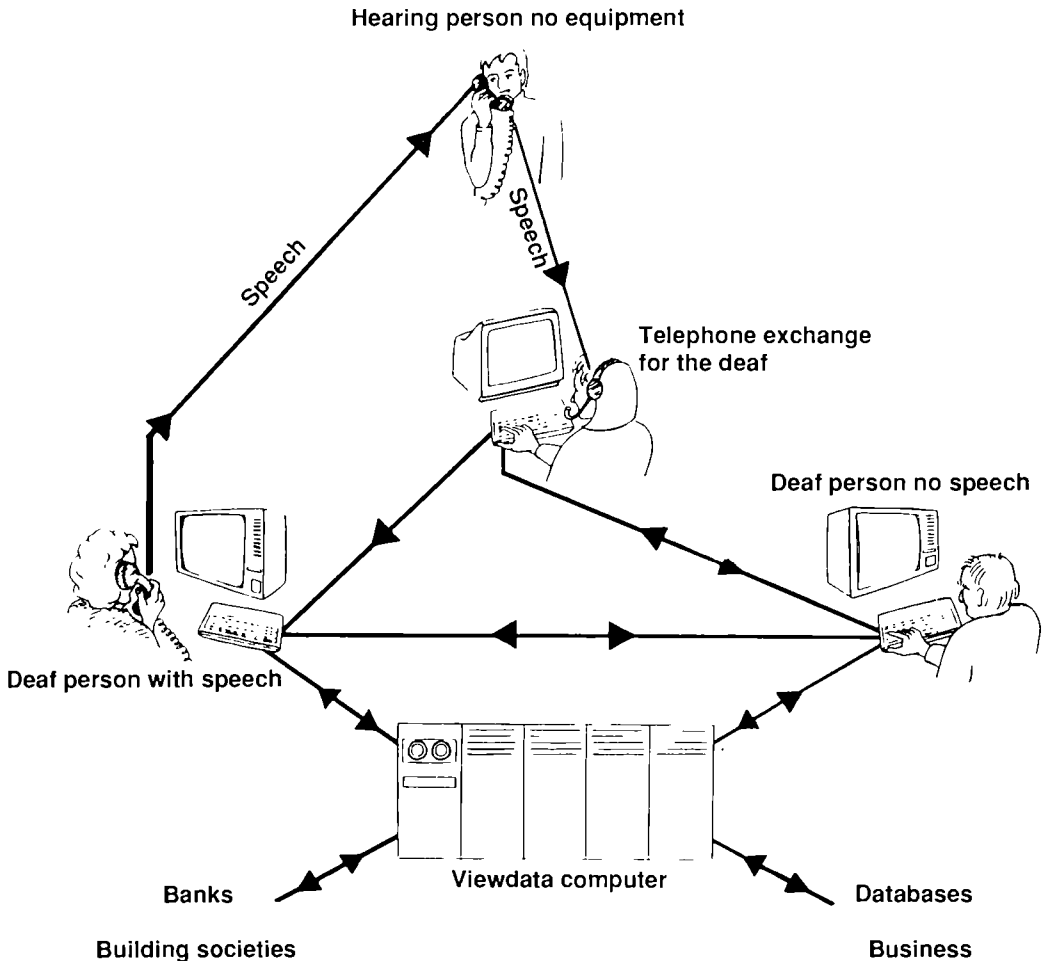 Hearing person no equipment
Speech
Speech
Telephone exchange
for the deaf
Deaf person no speech
Deaf person with speech
Viewdata computer
Banks
Databases
Building societies
Business